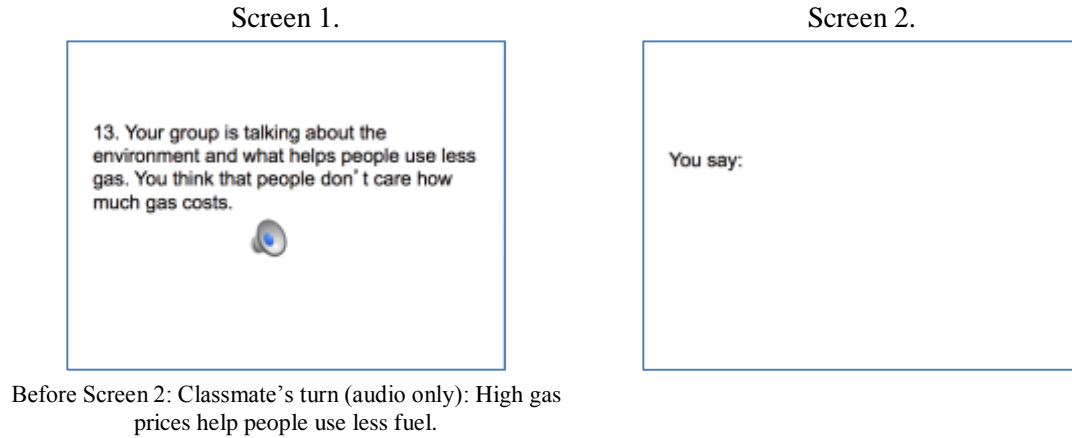 Screen 1.
Screen 2.
13. Your group is talking about the
environment and what helps people use less
gas. You think that people don’t care how
much gas costs.
You say:
Before Screen 2: Classmate’s turn (audio only): High gas
prices help people use less fuel.